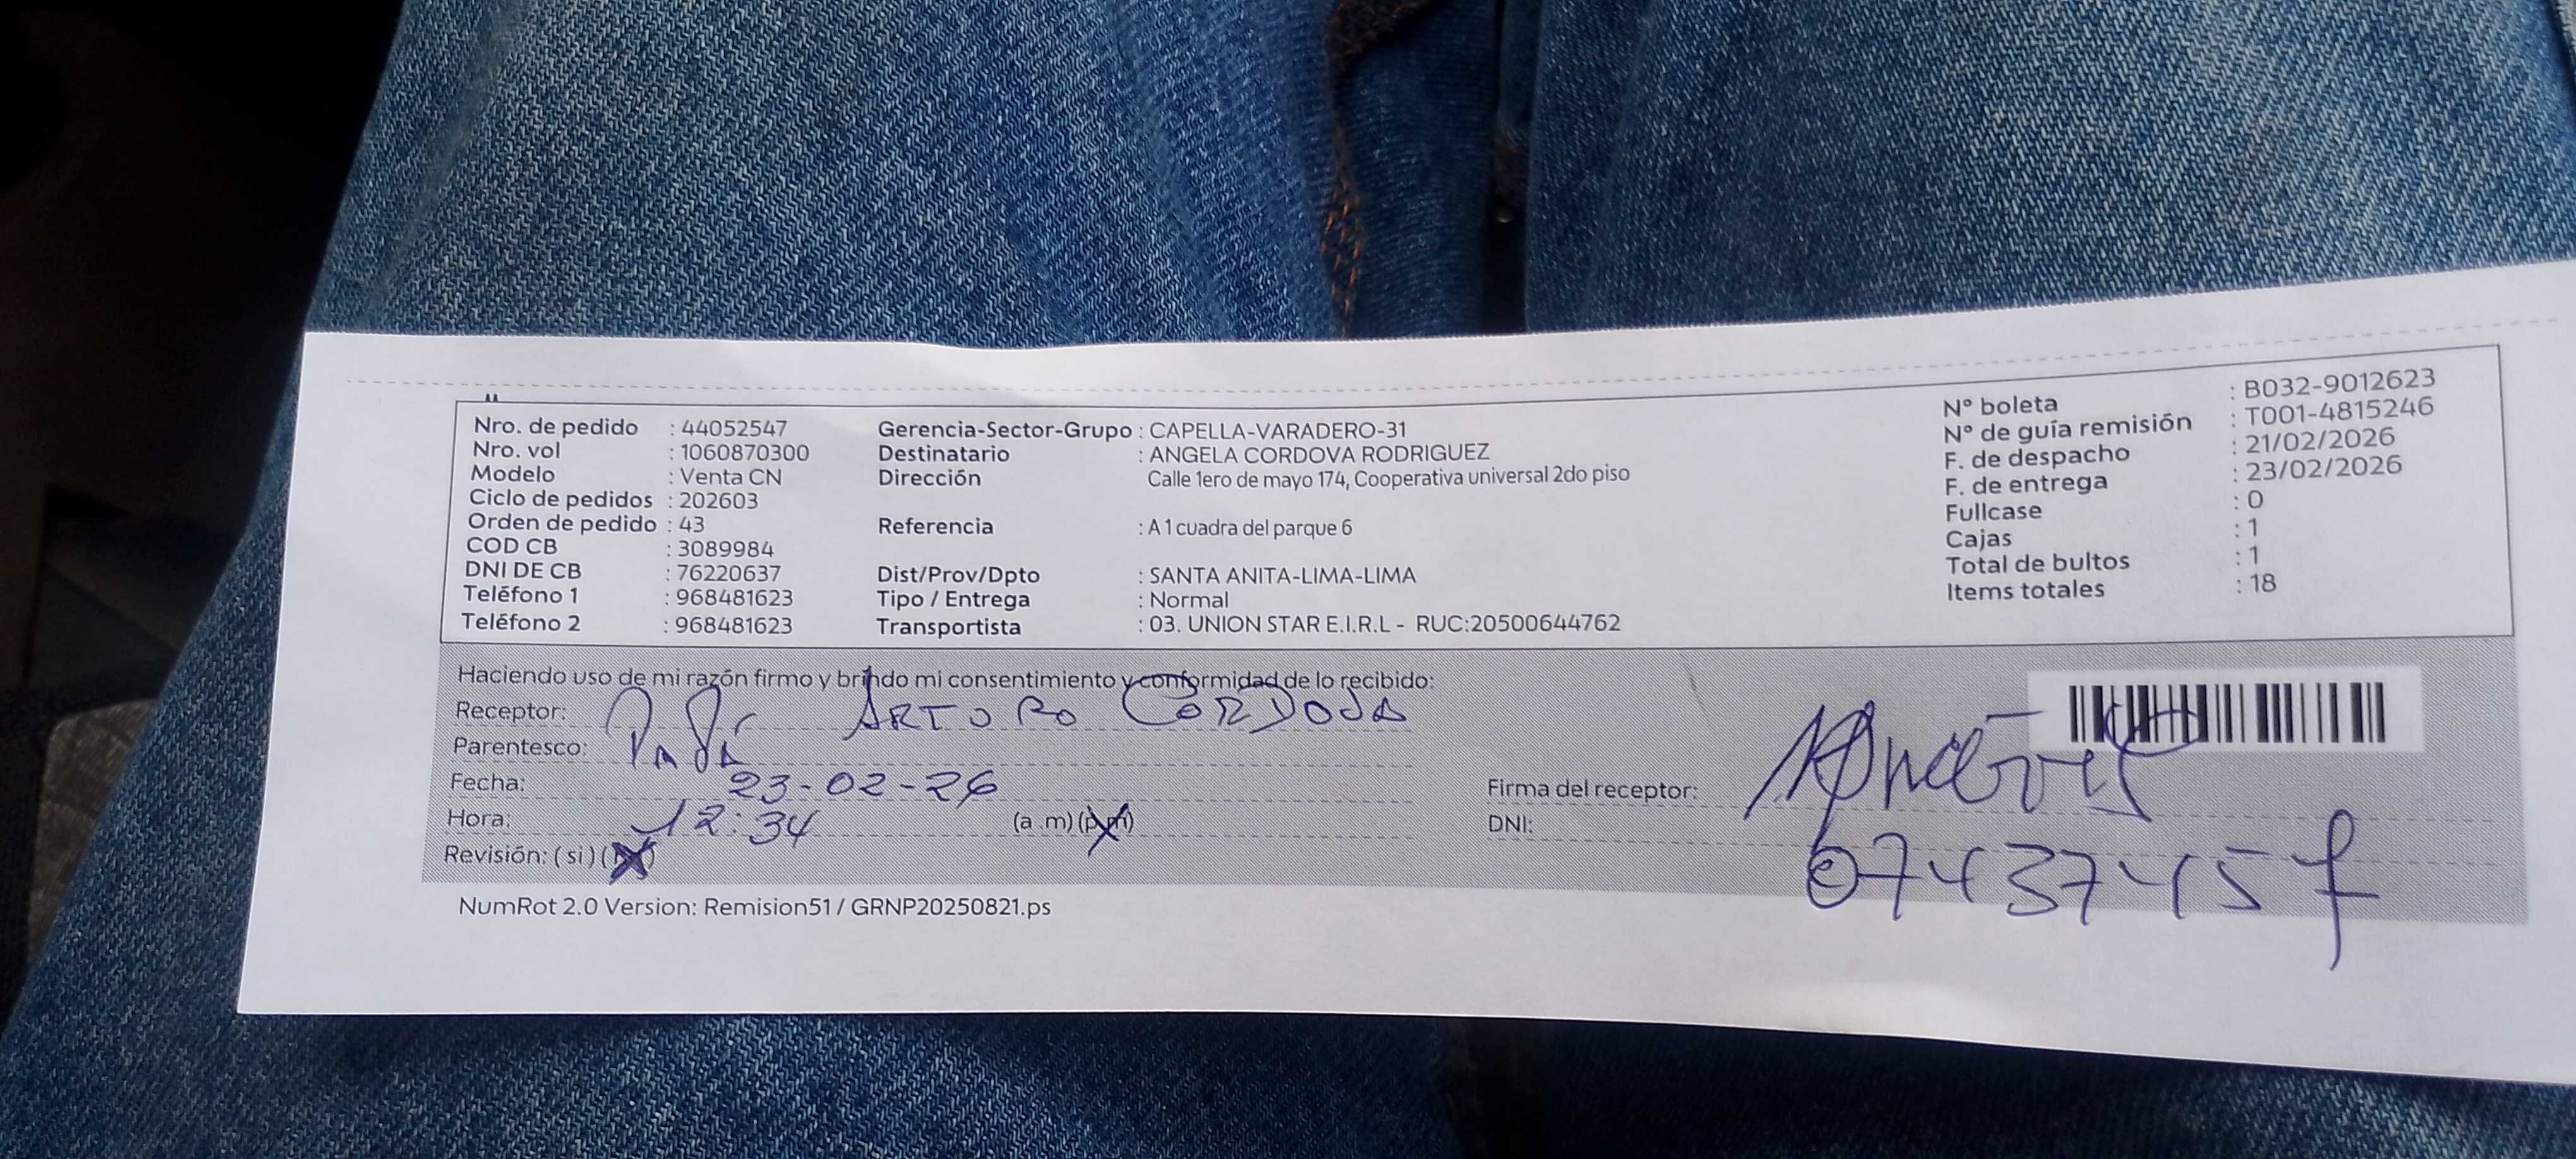 Nro. de pedido : 44052547
Nro. vol : 1060870300
Modelo : Venta CN
Ciclo de pedidos : 202603
Orden de pedido : 43
COD CB : 3089984
DNI DE CB : 76220637
Teléfono 1 : 968481623
Teléfono 2 : 968481623
Gerencia-Sector-Grupo : CAPELLA-VARADERO-31
Destinatario : ANGELA CORDOVA RODRIGUEZ
Dirección Calle 1ero de mayo 174, Cooperativa universal 2do piso
Referencia : A 1 cuadra del parque 6
Dist/Prov/Dpto : SANTA ANITA-LIMA-LIMA
Tipo / Entrega : Normal
Transportista : 03. UNION STAR E.I.R.L - RUC:20500644762
N° boleta : B032-9012623
N° de guía remisión : T001-4815246
F. de despacho : 21/02/2026
F. de entrega : 23/02/2026
Fullcase : 0
Cajas : 1
Total de bultos : 1
Items totales : 18
Haciendo uso de mi razón firmo y brindo mi consentimiento y conformidad de lo recibido:
Receptor: ARTURO CORDOVA
Parentesco: Papá
Fecha: 23-02-26
Hora: 12:34 (a .m) (p.m)
Revisión: ( si ) (no)
Firma del receptor:
DNI: 07437457
NumRot 2.0 Version: Remision51 / GRNP20250821.ps